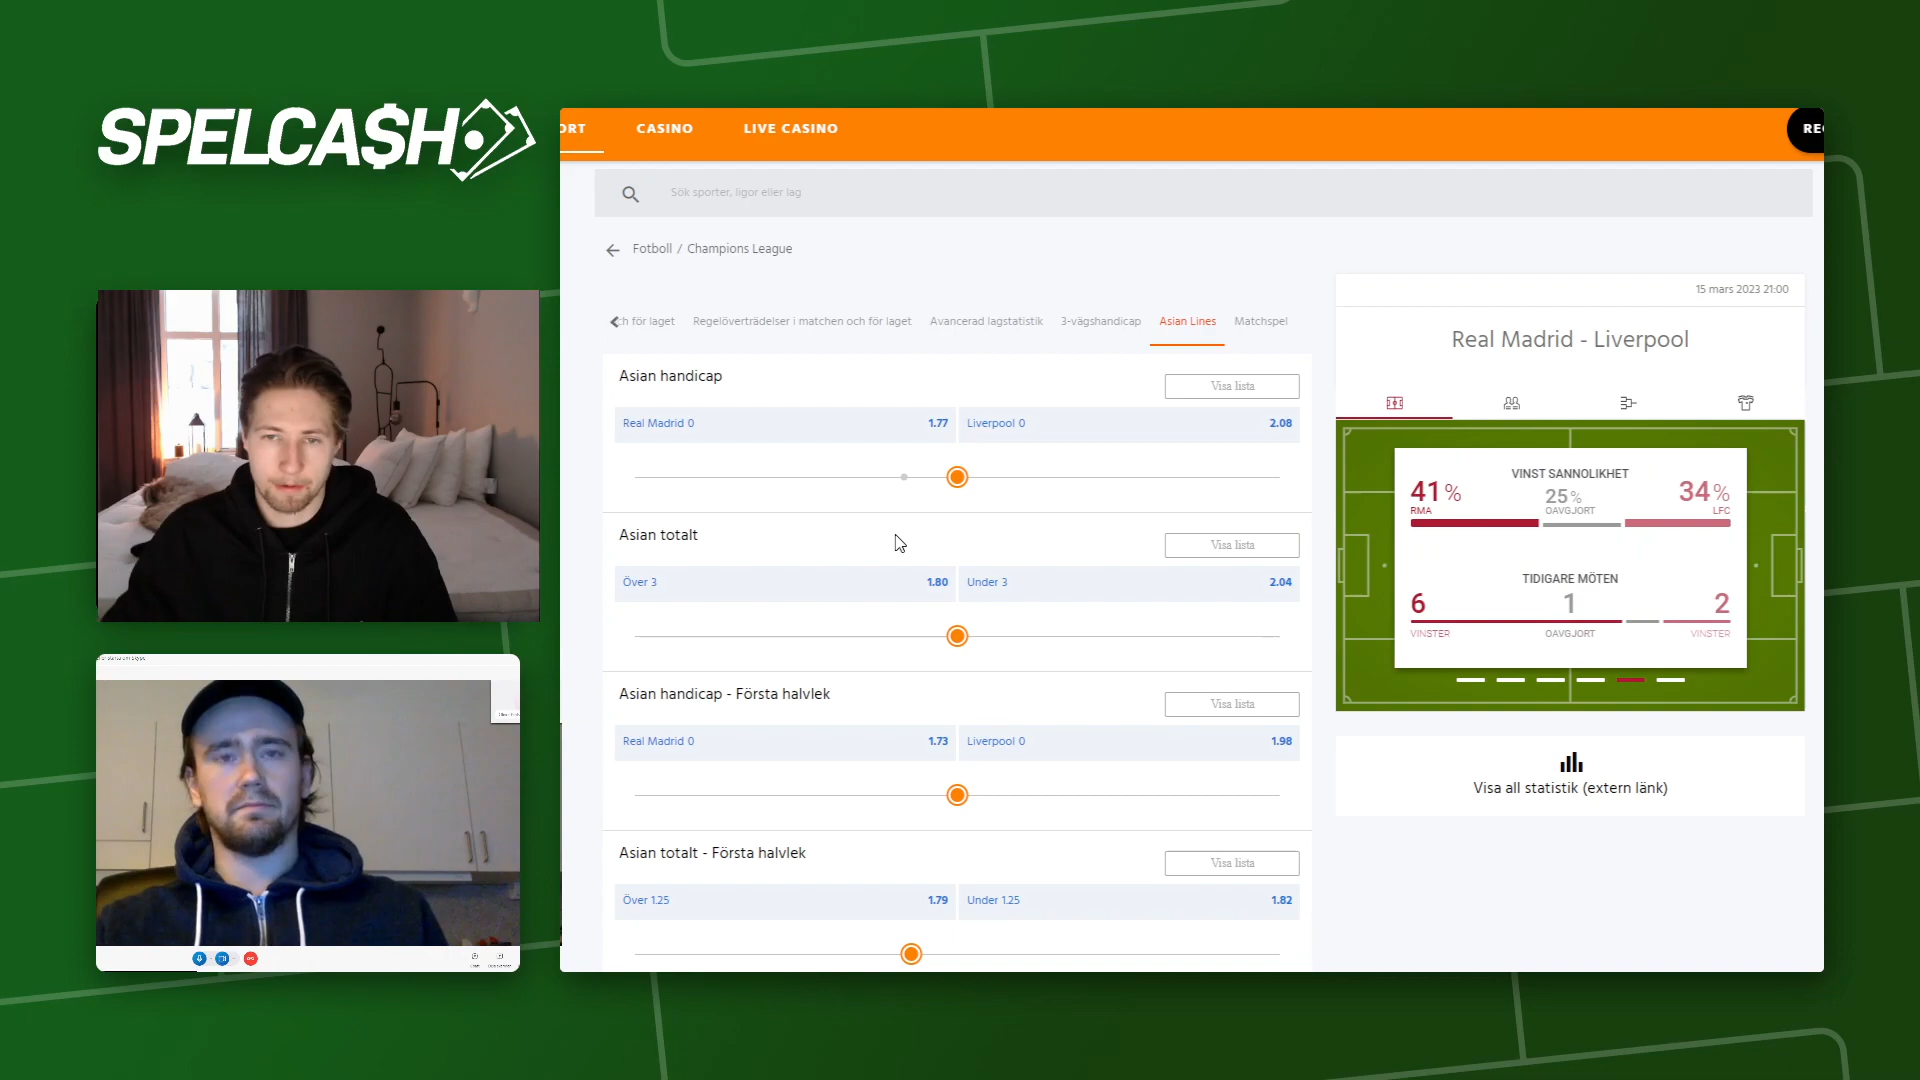 SPELCA$H
ORT
CASINO
LIVE CASINO
Sök sporter, ligor eller lag
Fotboll / Champions League
ch för laget
Regelöverträdelser i matchen och för laget
Avancerad lagstatistik
3-vägshandicap
Asian Lines
Matchspel
Asian handicap
Visa lista
Real Madrid 0 1.77
Liverpool 0 2.08
Asian totalt
Visa lista
Över 3 1.80
Under 3 2.04
Asian handicap - Första halvlek
Visa lista
Real Madrid 0 1.73
Liverpool 0 1.98
Asian totalt - Första halvlek
Visa lista
Över 1.25 1.79
Under 1.25 1.82
15 mars 2023 21:00
Real Madrid - Liverpool
VINST SANNOLIKHET
41% 25% 34%
RMA OAVGJORT LFC
TIDIGARE MÖTEN
6 1 2
VINSTER OAVGJORT VINSTER
Visa all statistik (extern länk)